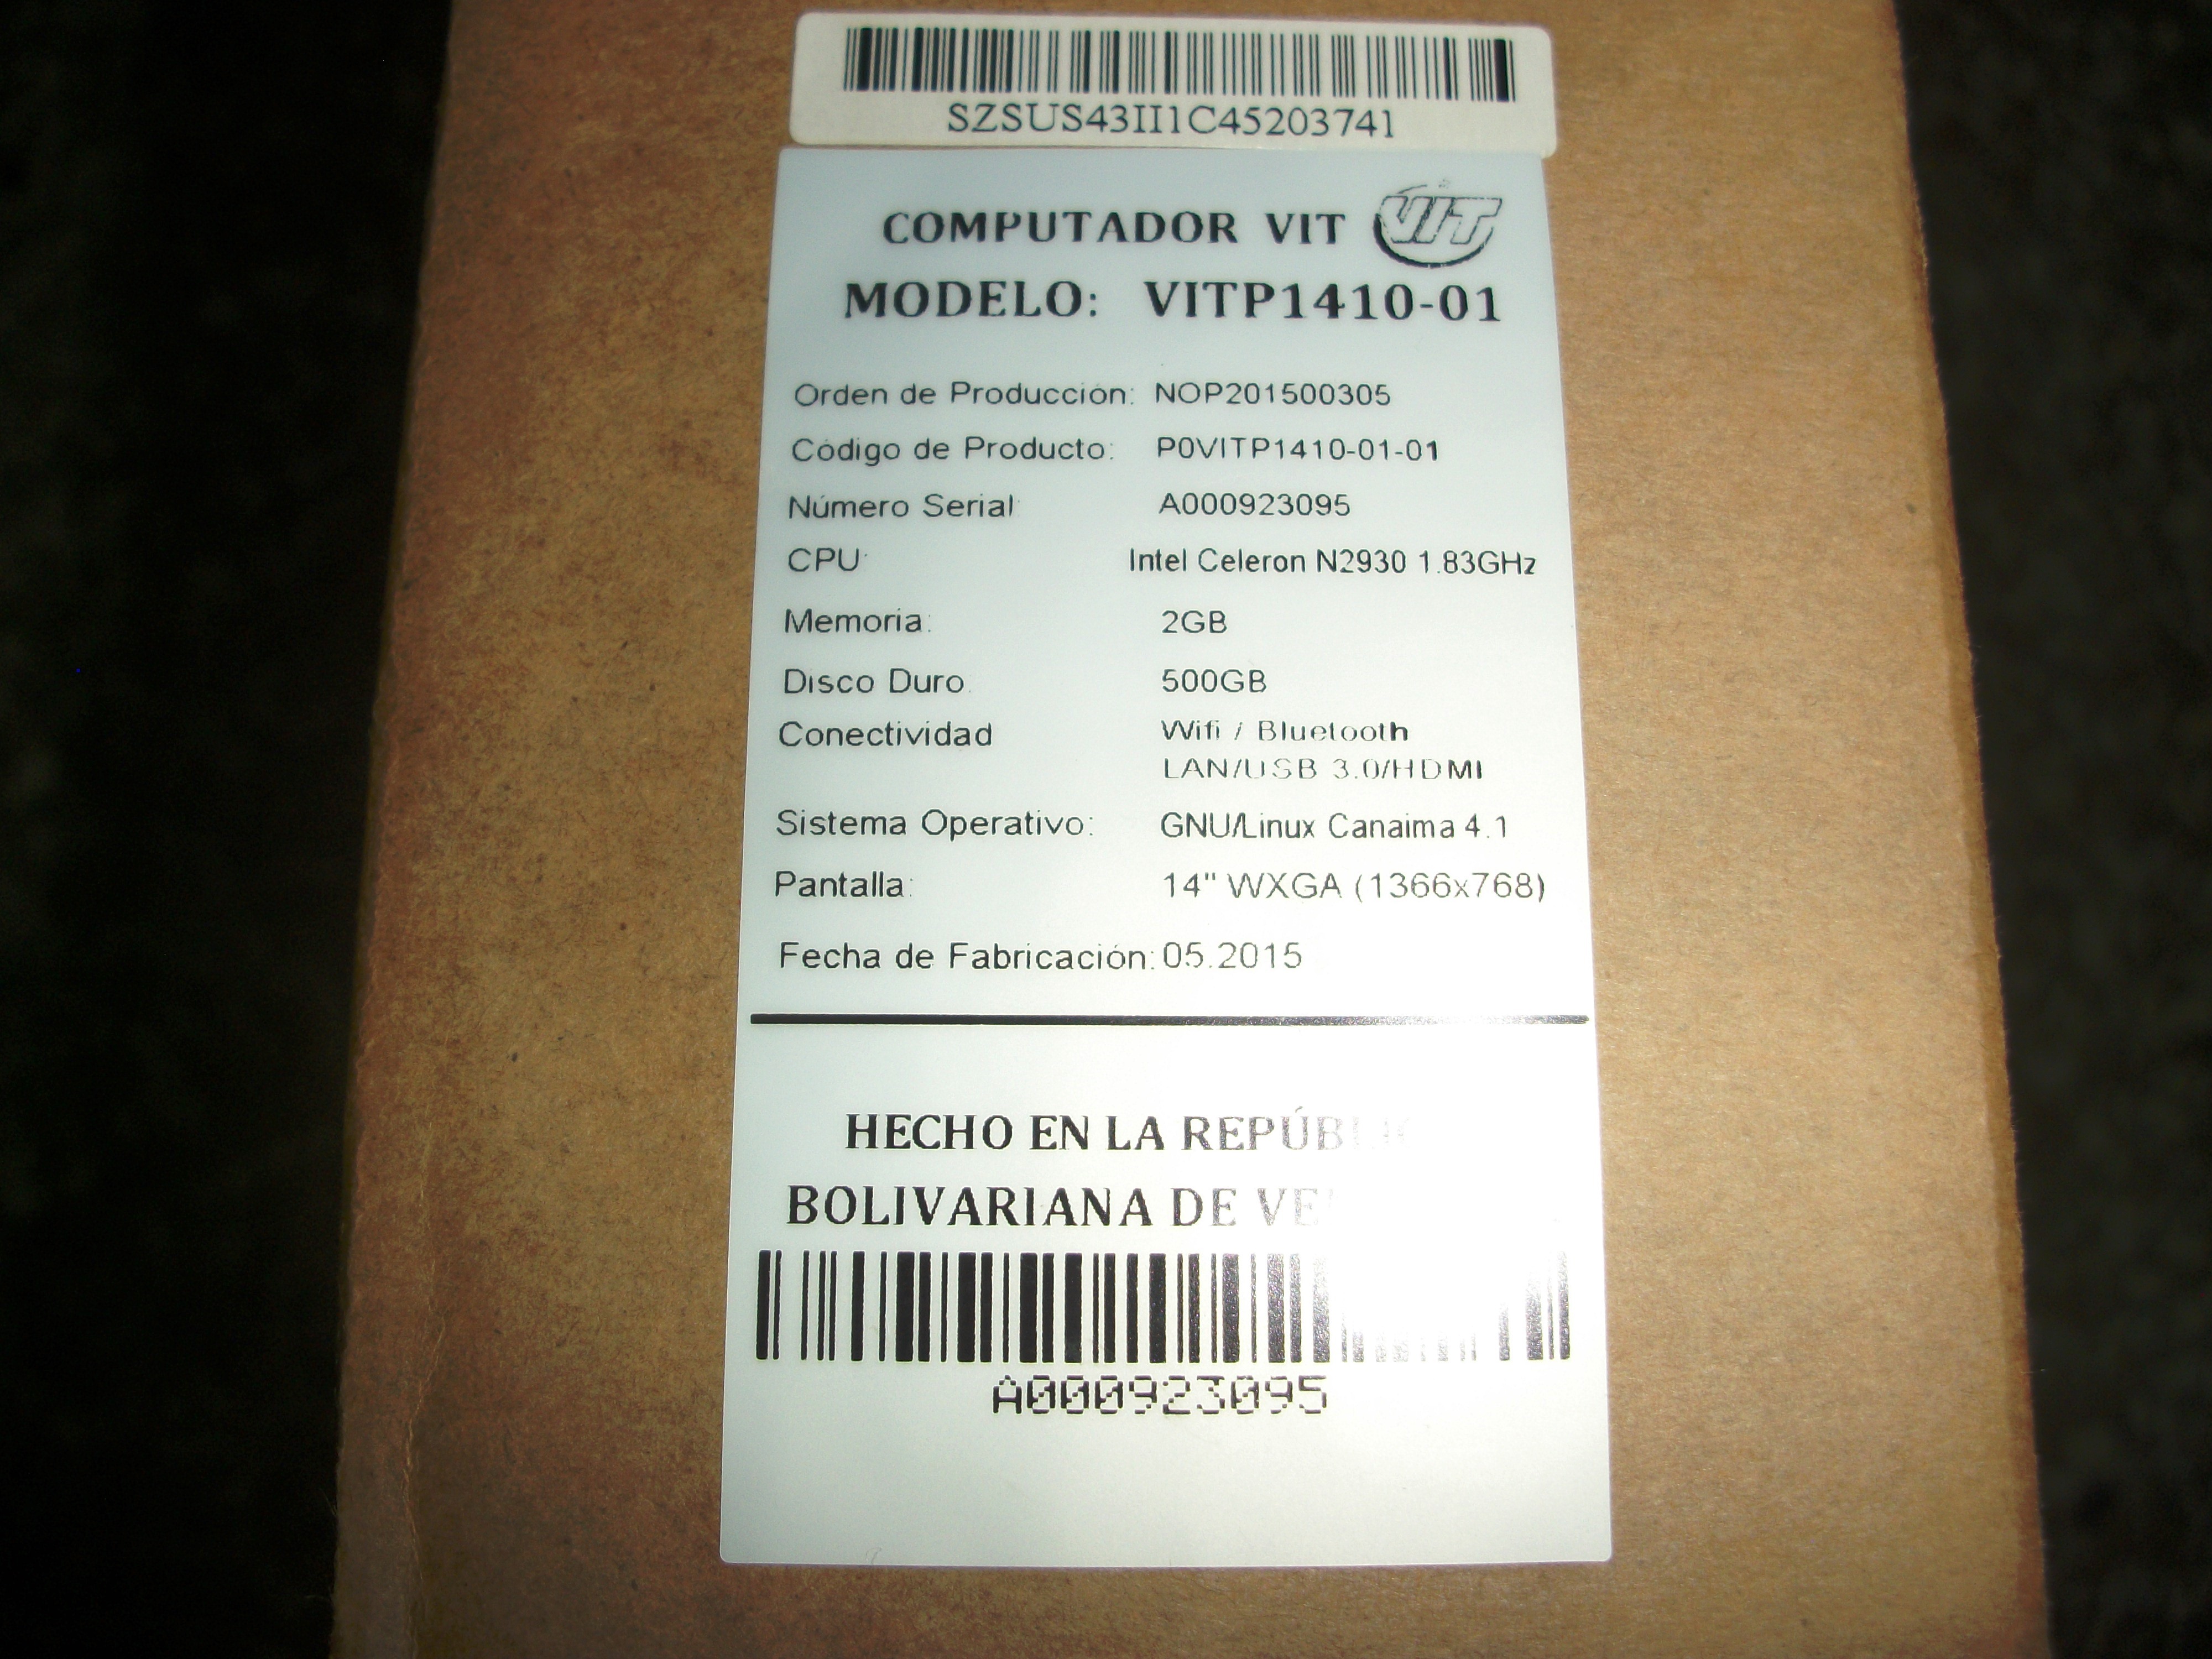 SZSUS43II1C45203741
COMPUTADOR VIT VIT
MODELO: VITP1410-01
Orden de Producción: NOP201500305
Código de Producto: P0VITP1410-01-01
Número Serial: A000923095
CPU: Intel Celeron N2930 1.83GHz
Memoria: 2GB
Disco Duro: 500GB
Conectividad Wifi / Bluetooth
LAN/USB 3.0/HDMI
Sistema Operativo: GNU/Linux Canaima 4.1
Pantalla: 14" WXGA (1366x768)
Fecha de Fabricación: 05.2015
HECHO EN LA
BOLIVARIANA DE
A000923095